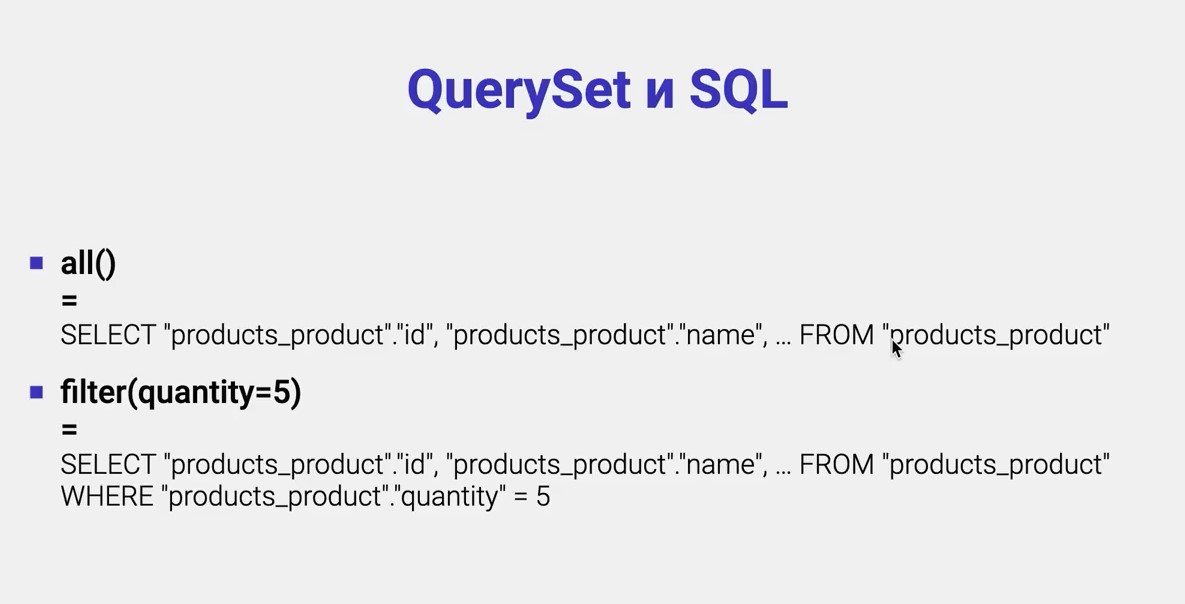 QuerySet и SQL
all()
=
SELECT "products_product"."id", "products_product"."name", ... FROM "products_product"
filter(quantity=5)
=
SELECT "products_product"."id", "products_product"."name", ... FROM "products_product"
WHERE "products_product"."quantity" = 5